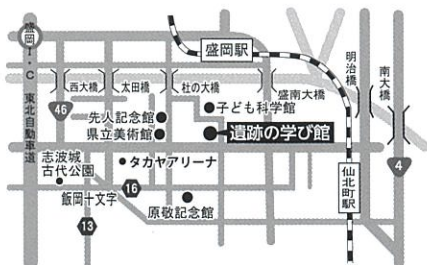 盛岡
I・C
東北自動車道
盛岡駅
明治橋
南大橋
西大橋
太田橋
杜の大橋
盛南大橋
46
子ども科学館
先人記念館
県立美術館
遺跡の学び館
志波城
古代公園
タカヤアリーナ
4
仙北町駅
飯岡十文字
16
原敬記念館
13